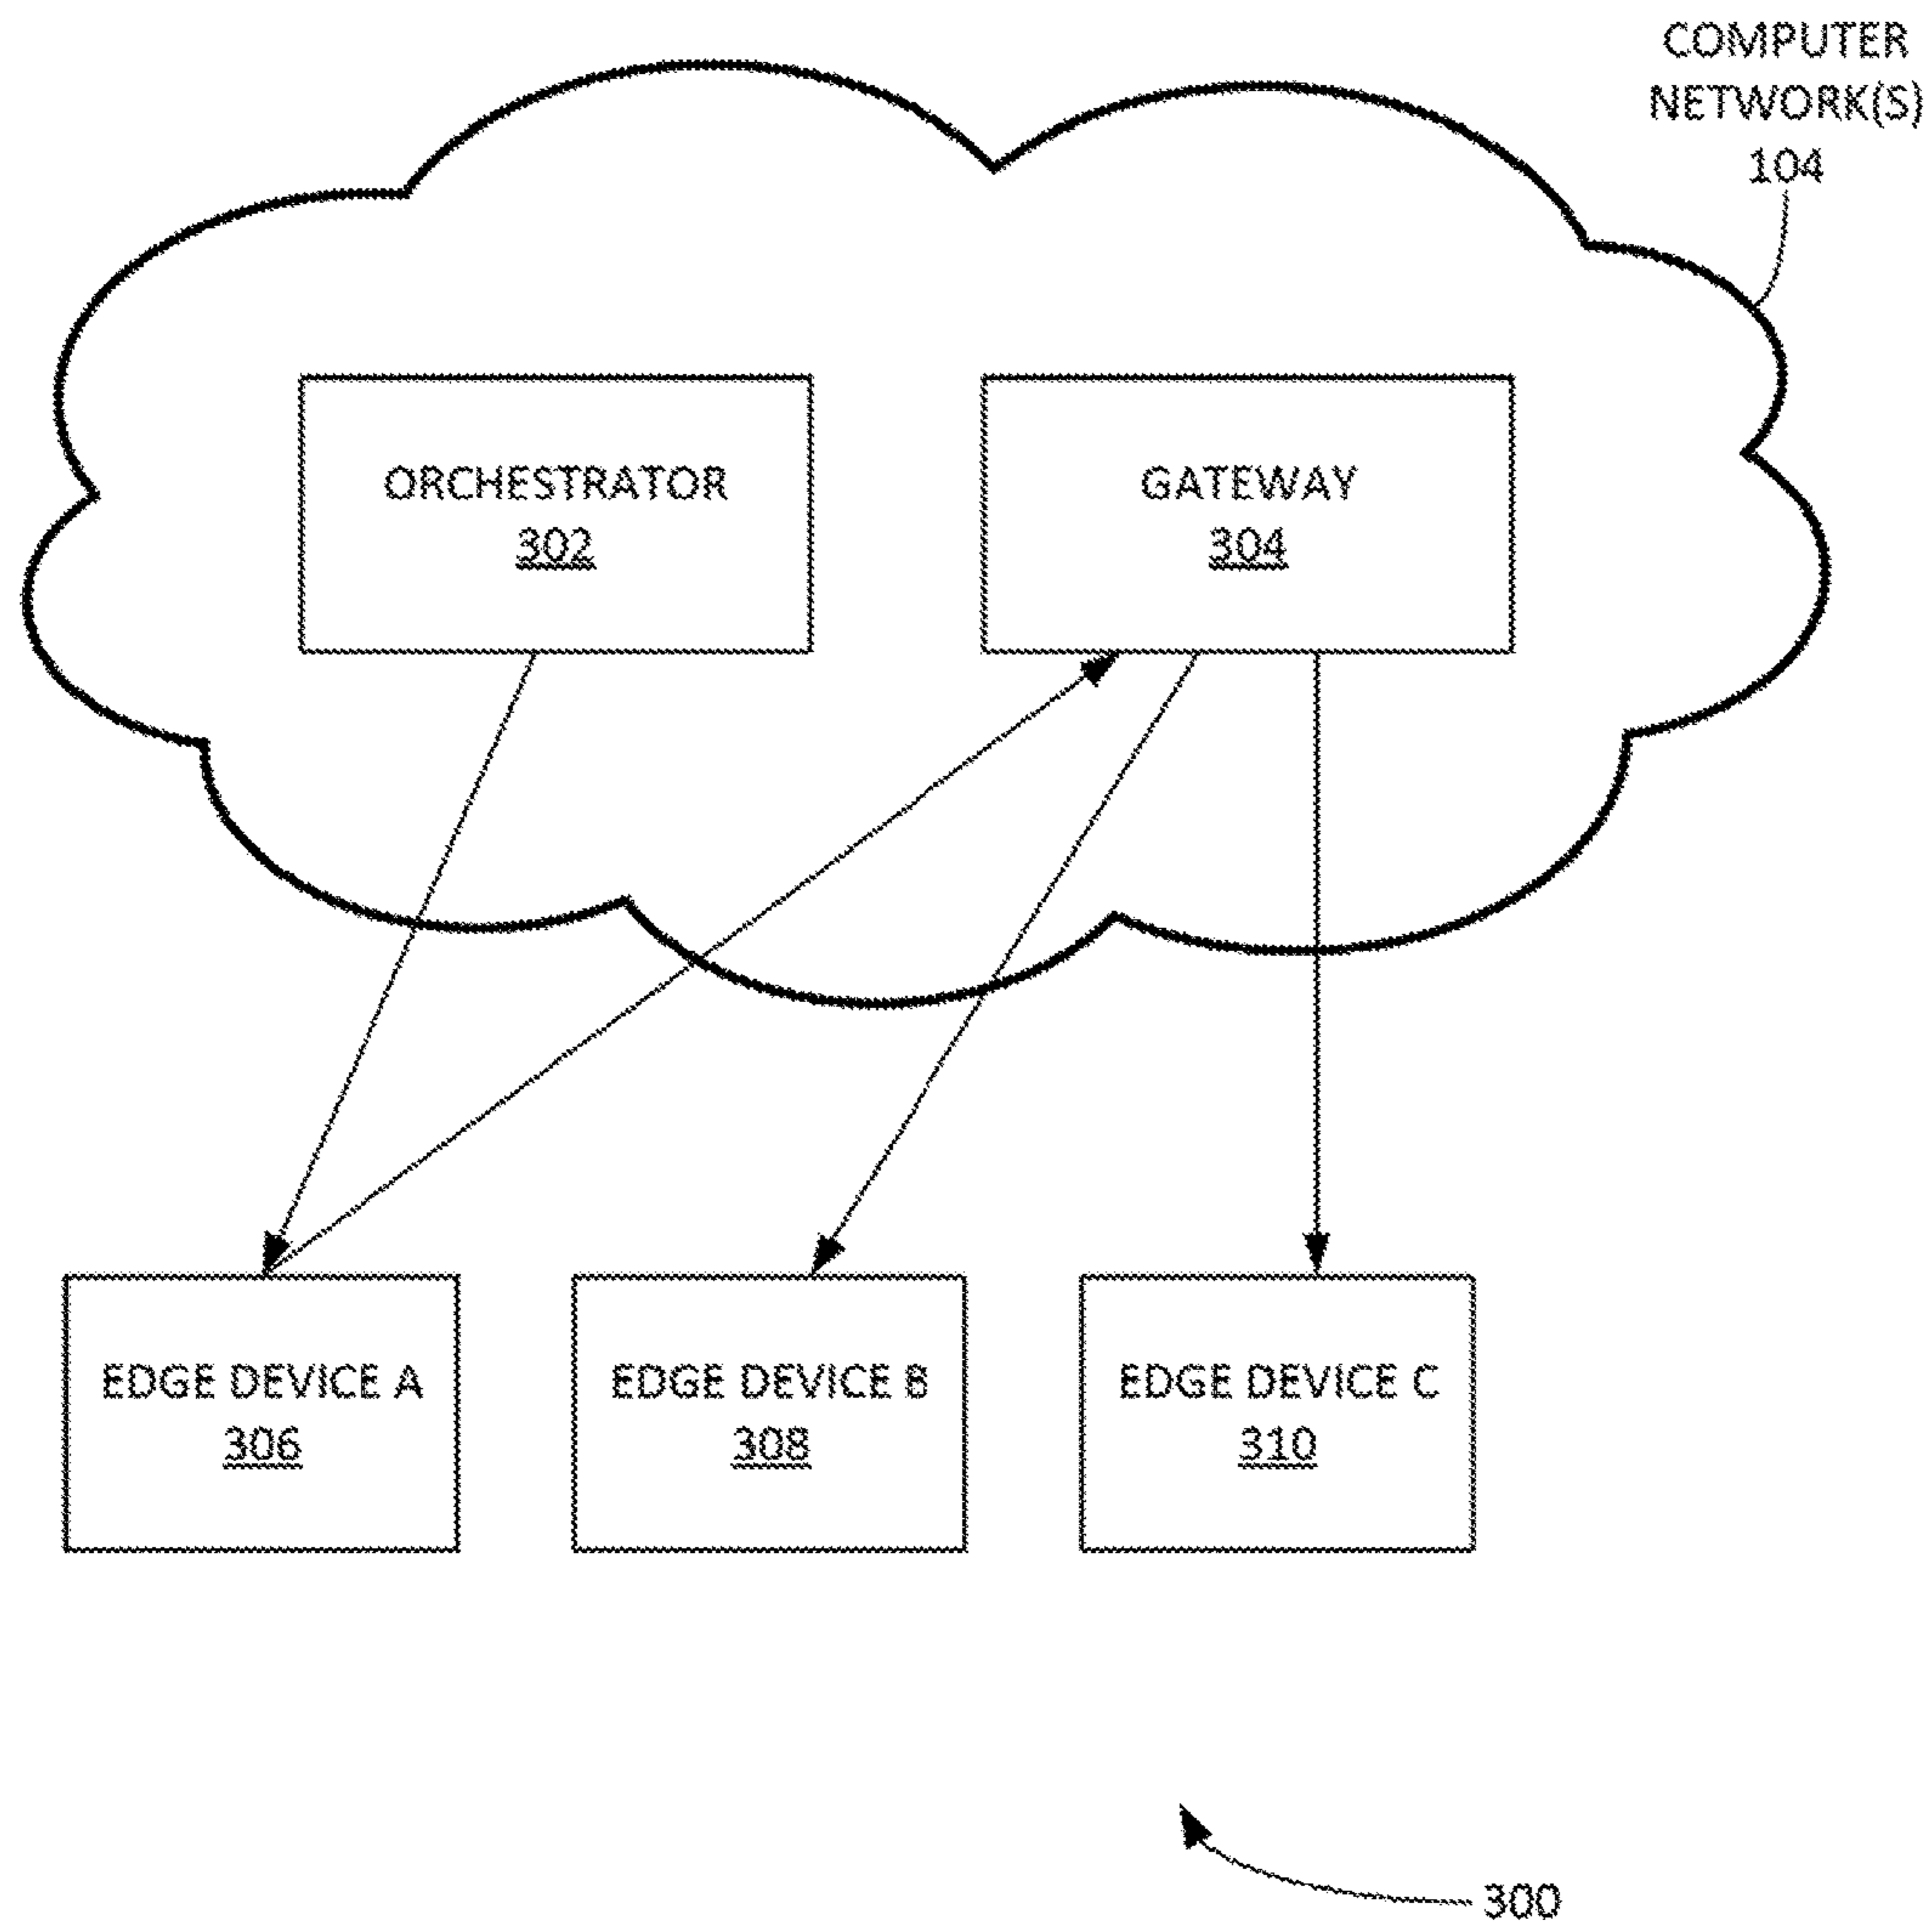 COMPUTER
NETWORK(S)
104
ORCHESTRATOR
302
GATEWAY
304
EDGE DEVICE A
306
EDGE DEVICE B
308
EDGE DEVICE C
310
300